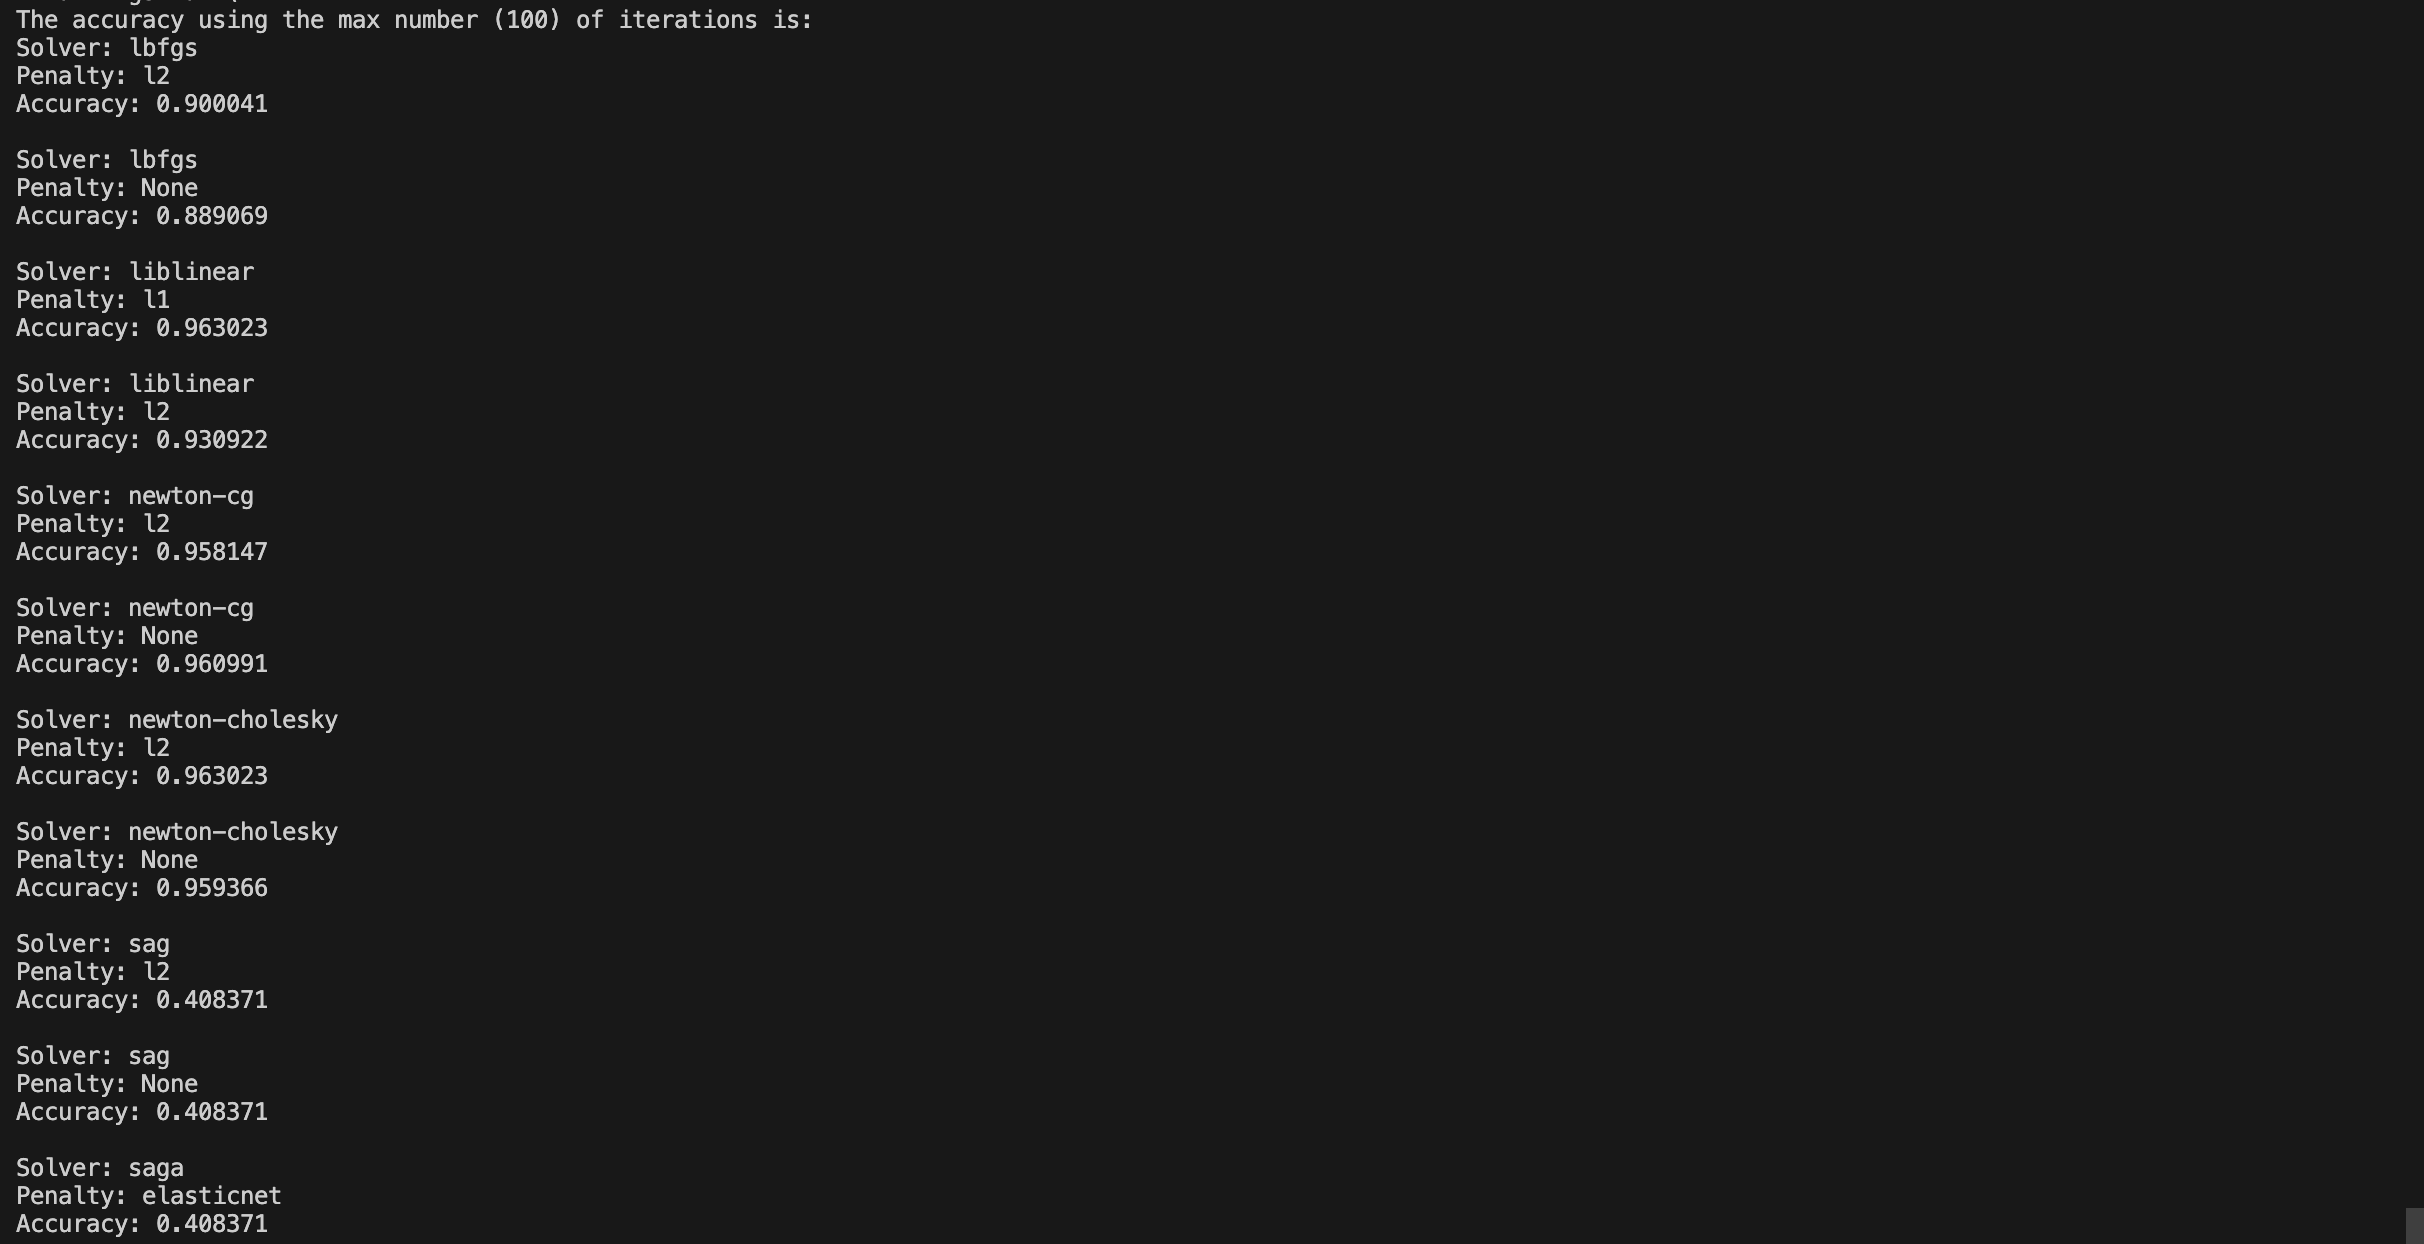 The accuracy using the max number (100) of iterations is:
Solver: lbfgs
Penalty: l2
Accuracy: 0.900041
Solver: lbfgs
Penalty: None
Accuracy: 0.889069
Solver: liblinear
Penalty: l1
Accuracy: 0.963023
Solver: liblinear
Penalty: l2
Accuracy: 0.930922
Solver: newton-cg
Penalty: l2
Accuracy: 0.958147
Solver: newton-cg
Penalty: None
Accuracy: 0.960991
Solver: newton-cholesky
Penalty: l2
Accuracy: 0.963023
Solver: newton-cholesky
Penalty: None
Accuracy: 0.959366
Solver: sag
Penalty: l2
Accuracy: 0.408371
Solver: sag
Penalty: None
Accuracy: 0.408371
Solver: saga
Penalty: elasticnet
Accuracy: 0.408371